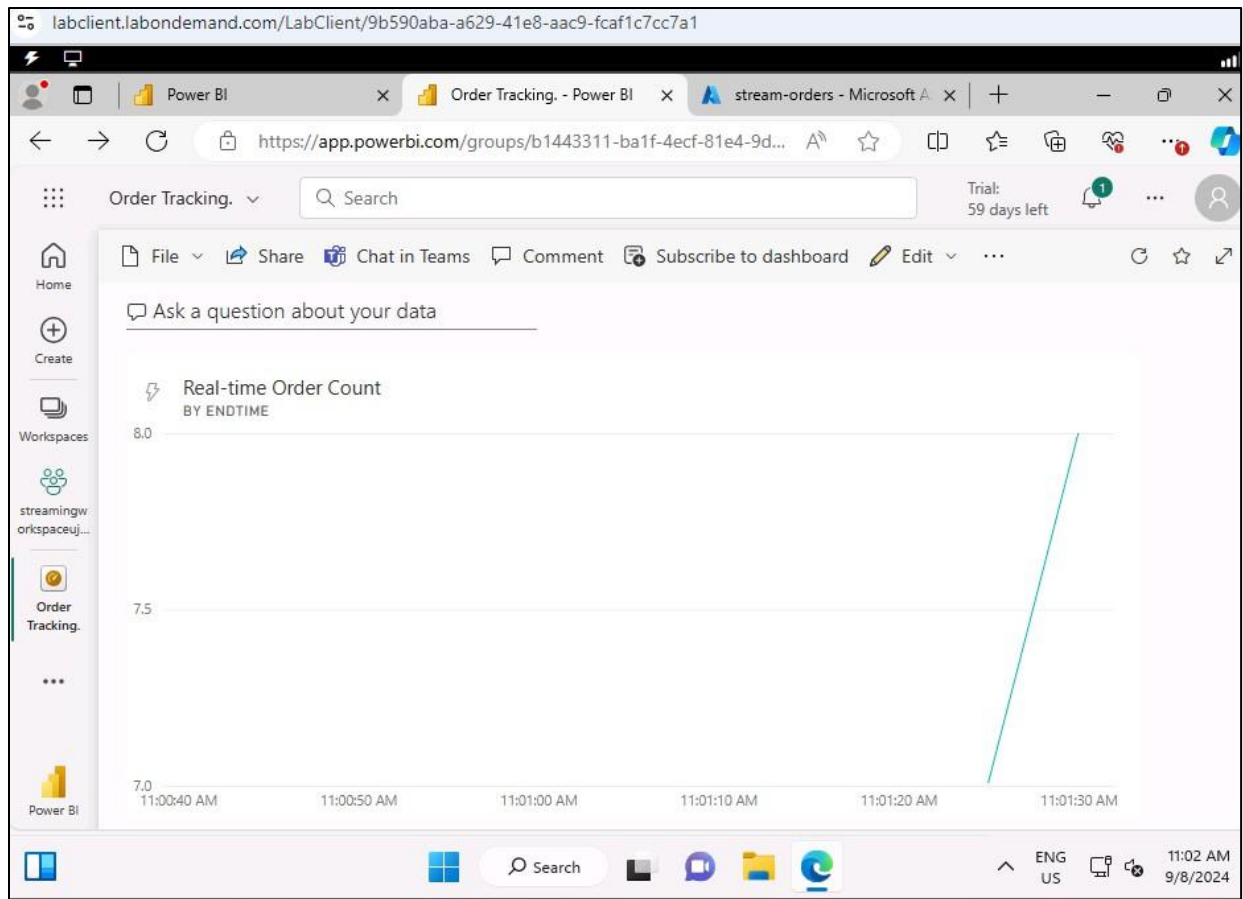 labclient.labondemand.com/LabClient/9b590aba-a629-41e8-aac9-fcaf1c7cc7a1
Power BI
Order Tracking. - Power BI
stream-orders - Microsoft A
https://app.powerbi.com/groups/b1443311-ba1f-4ecf-81e4-9d...
Order Tracking.
Search
Trial:
59 days left
1
File
Share
Chat in Teams
Comment
Subscribe to dashboard
Edit
Home
Create
Workspaces
streamingw
orkspaceuj...
Order
Tracking.
Power BI
Ask a question about your data
Real-time Order Count
BY ENDTIME
8.0
7.5
7.0
11:00:40 AM 11:00:50 AM 11:01:00 AM 11:01:10 AM 11:01:20 AM 11:01:30 AM
Search
ENG
US
11:02 AM
9/8/2024